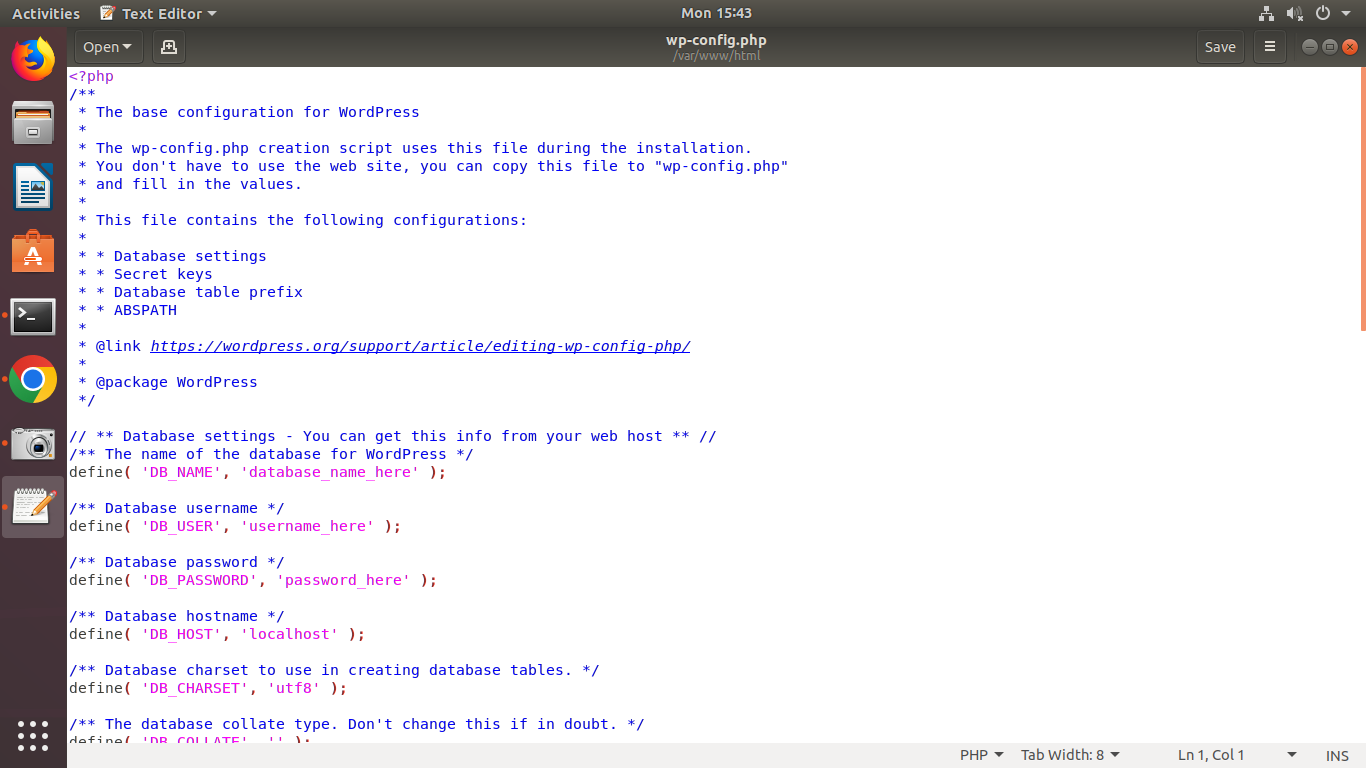 Activities Text Editor Mon 15:43
Open wp-config.php Save
/var/www/html
<?php
/**
 * The base configuration for WordPress
 *
 * The wp-config.php creation script uses this file during the installation.
 * You don't have to use the web site, you can copy this file to "wp-config.php"
 * and fill in the values.
 *
 * This file contains the following configurations:
 *
 * * Database settings
 * * Secret keys
 * * Database table prefix
 * * ABSPATH
 *
 * @link https://wordpress.org/support/article/editing-wp-config-php/
 *
 * @package WordPress
 */
// ** Database settings - You can get this info from your web host ** //
/** The name of the database for WordPress */
define( 'DB_NAME', 'database_name_here' );
/** Database username */
define( 'DB_USER', 'username_here' );
/** Database password */
define( 'DB_PASSWORD', 'password_here' );
/** Database hostname */
define( 'DB_HOST', 'localhost' );
/** Database charset to use in creating database tables. */
define( 'DB_CHARSET', 'utf8' );
/** The database collate type. Don't change this if in doubt. */
define( 'DB_COLLATE', '' );
PHP Tab Width: 8 Ln 1, Col 1 INS